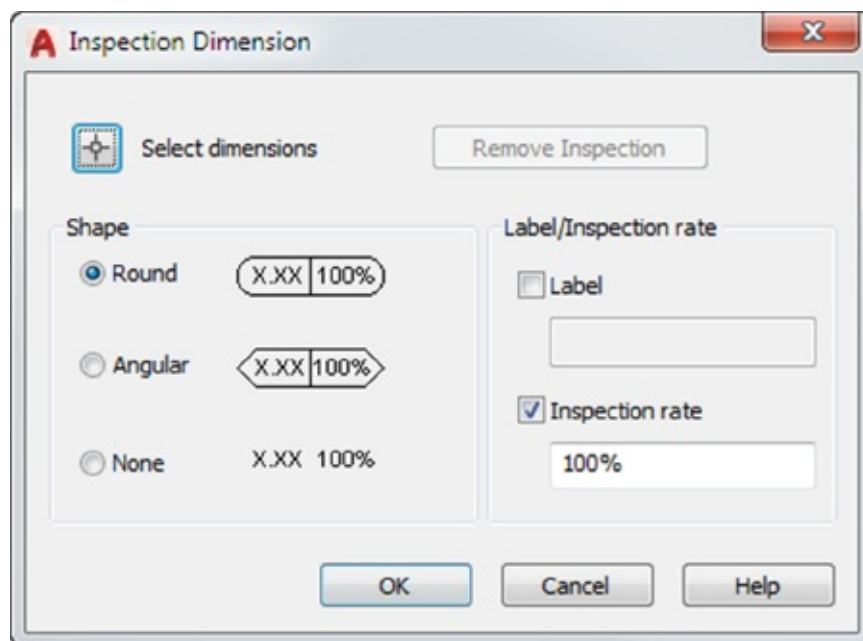 Inspection Dimension
Select dimensions
Remove Inspection
Shape
Round
X.XX 100%
Angular
X.XX 100%
None
X.XX 100%
Label/Inspection rate
Label
Inspection rate
100%
OK
Cancel
Help